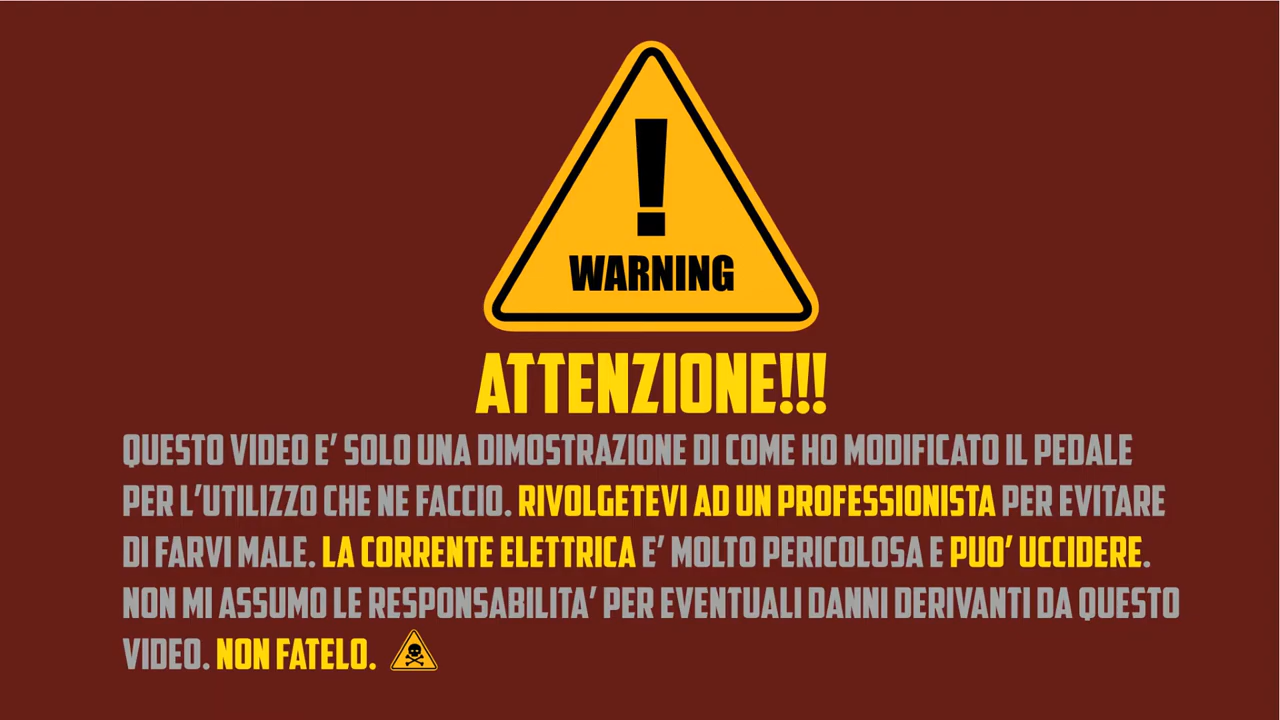 WARNING
ATTENZIONE!!!
QUESTO VIDEO E' SOLO UNA DIMOSTRAZIONE DI COME HO MODIFICATO IL PEDALE
PER L'UTILIZZO CHE NE FACCIO. RIVOLGETEVI AD UN PROFESSIONISTA PER EVITARE
DI FARVI MALE. LA CORRENTE ELETTRICA E' MOLTO PERICOLOSA E PUO' UCCIDERE.
NON MI ASSUMO LE RESPONSABILITA' PER EVENTUALI DANNI DERIVANTI DA QUESTO
VIDEO. NON FATELO.